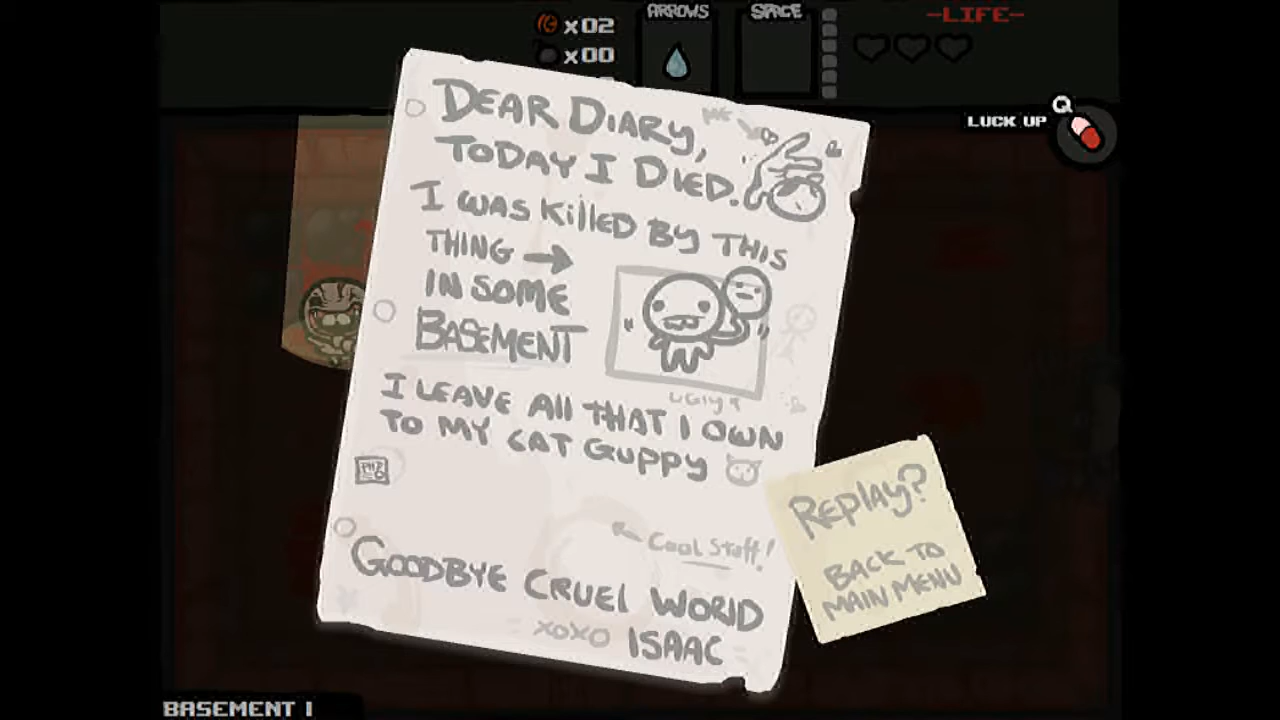 ARROWS
SPACE
-LIFE-
x02
x00
Q
LUCK UP
DEAR DIARY,
ME
TODAY I DIED.
I WAS KILLED BY THIS
THING →
IN SOME
BASEMENT
UGLY
I LEAVE ALL THAT I OWN
TO MY CAT GUPPY
REPLAY?
← COOL STUFF!
BACK TO
MAIN MENU
GOODBYE CRUEL WORLD
XOXO ISAAC
BASEMENT I